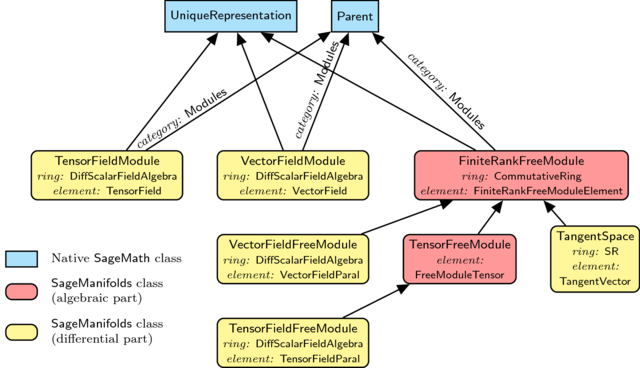 UniqueRepresentation
Parent
category: Modules
category: Modules
category: Modules
TensorFieldModule
ring: DiffScalarFieldAlgebra
element: TensorField
VectorFieldModule
ring: DiffScalarFieldAlgebra
element: VectorField
FiniteRankFreeModule
ring: CommutativeRing
element: FiniteRankFreeModuleElement
VectorFieldFreeModule
ring: DiffScalarFieldAlgebra
element: VectorFieldParal
TensorFreeModule
element:
FreeModuleTensor
TangentSpace
ring: SR
element:
TangentVector
TensorFieldFreeModule
ring: DiffScalarFieldAlgebra
element: TensorFieldParal
Native SageMath class
SageManifolds class
(algebraic part)
SageManifolds class
(differential part)